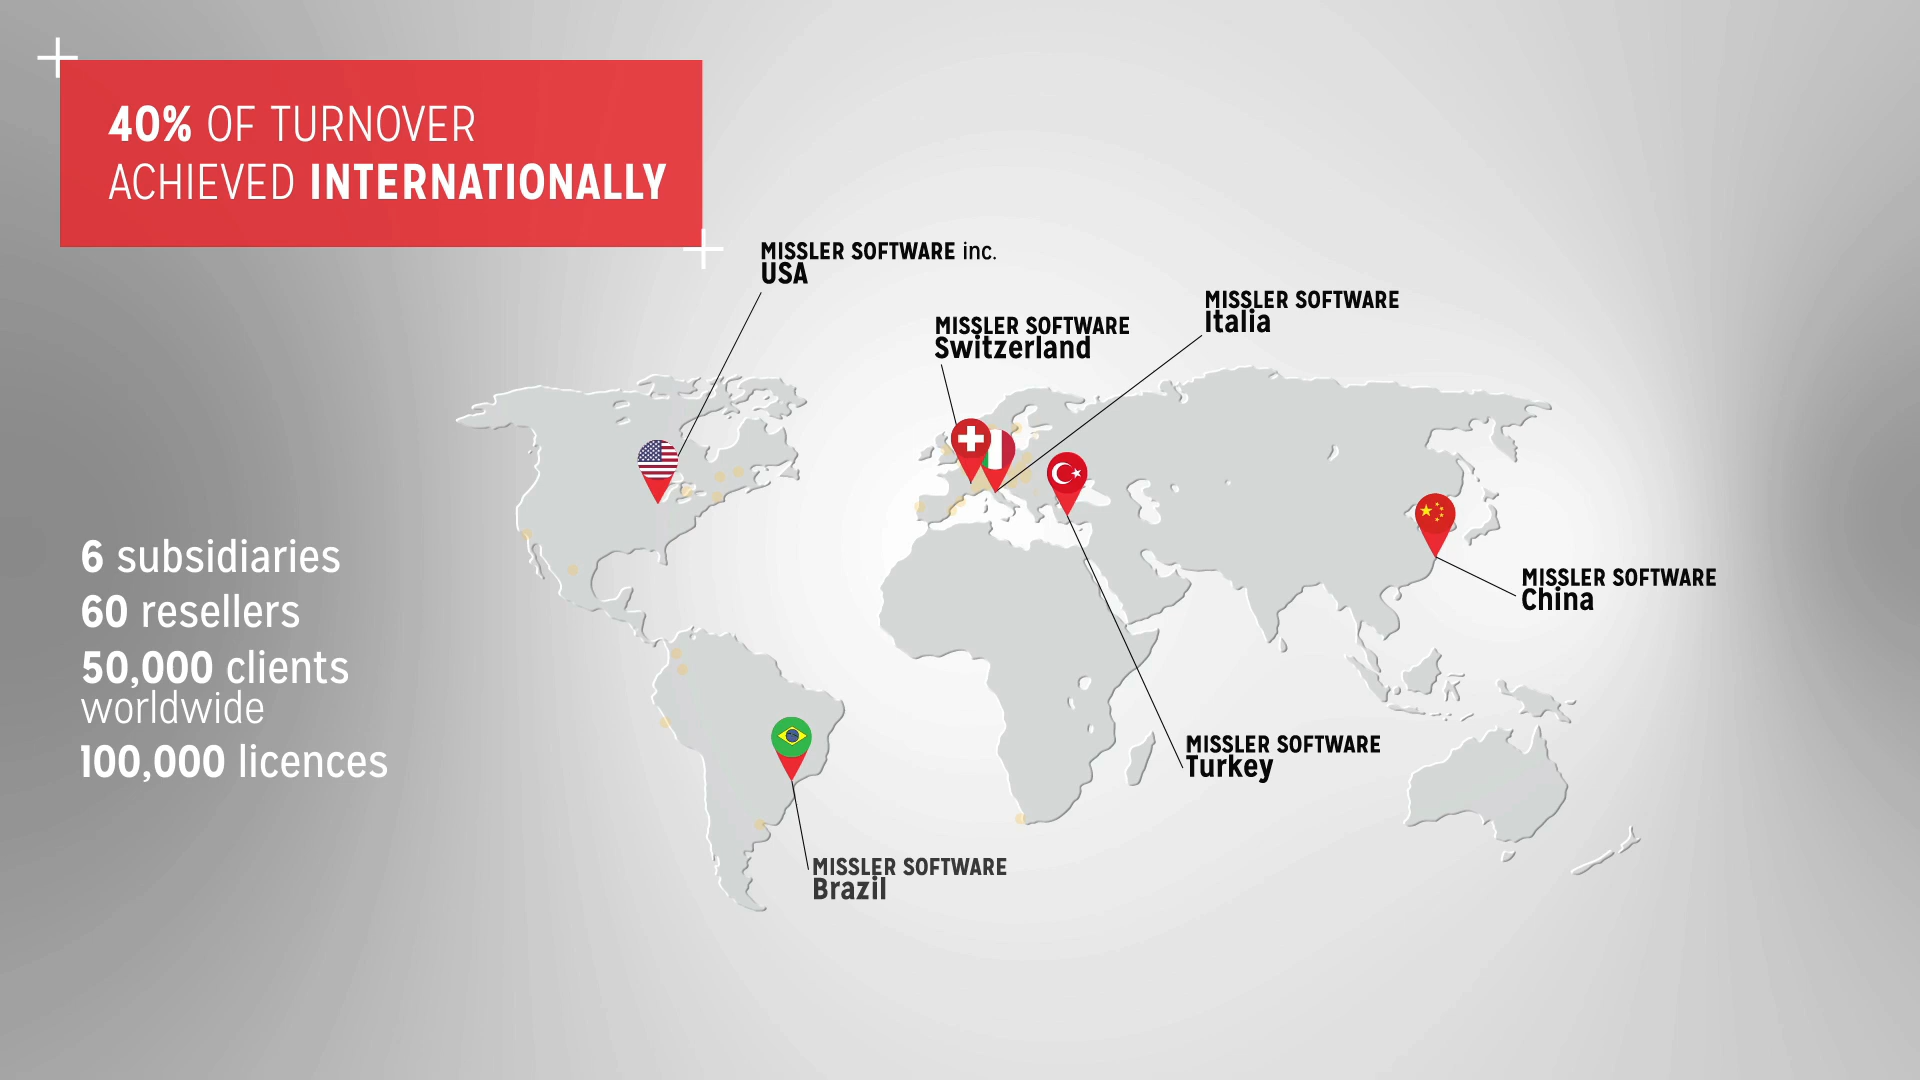 40% OF TURNOVER
ACHIEVED INTERNATIONALLY
MISSLER SOFTWARE inc.
USA
MISSLER SOFTWARE
Italia
MISSLER SOFTWARE
Switzerland
6 subsidiaries
60 resellers
50,000 clients
worldwide
100,000 licences
MISSLER SOFTWARE
China
MISSLER SOFTWARE
Turkey
MISSLER SOFTWARE
Brazil